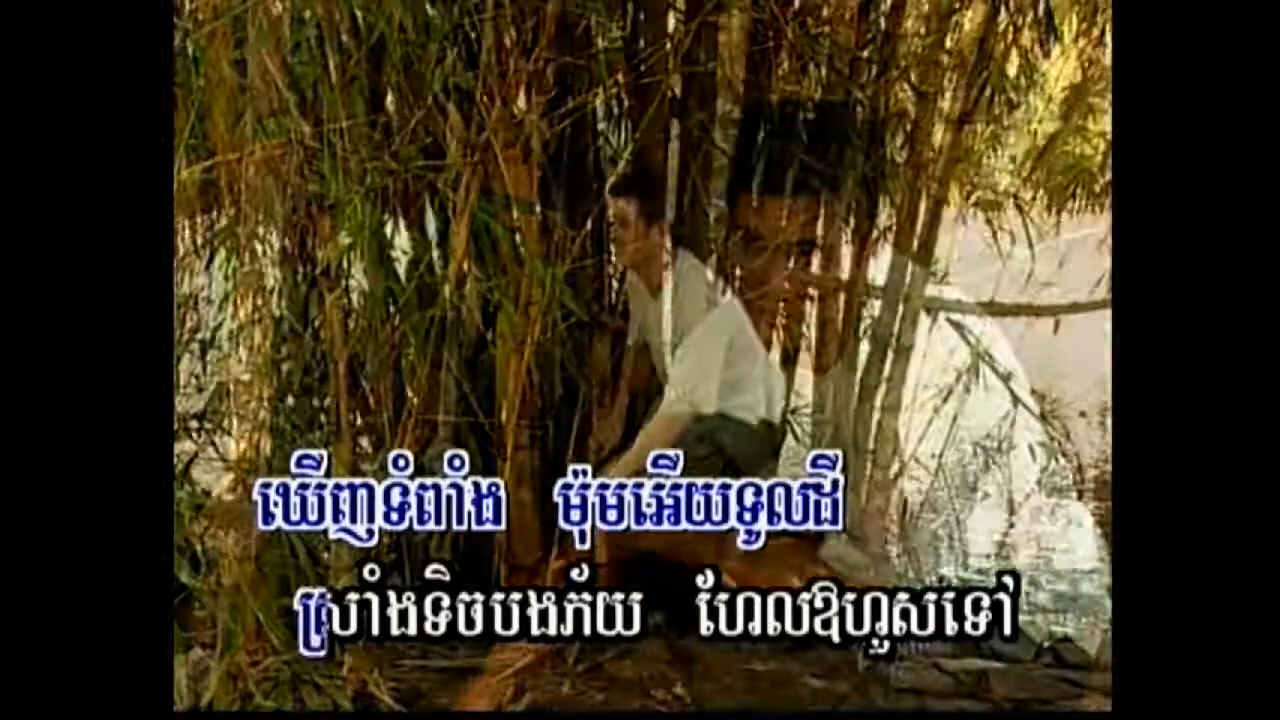 ឃើញទំពាំង ម៉ុមអើយទូលដី
ស្រាំងទិចបងភ័យ ហែលឱហួសទៅ